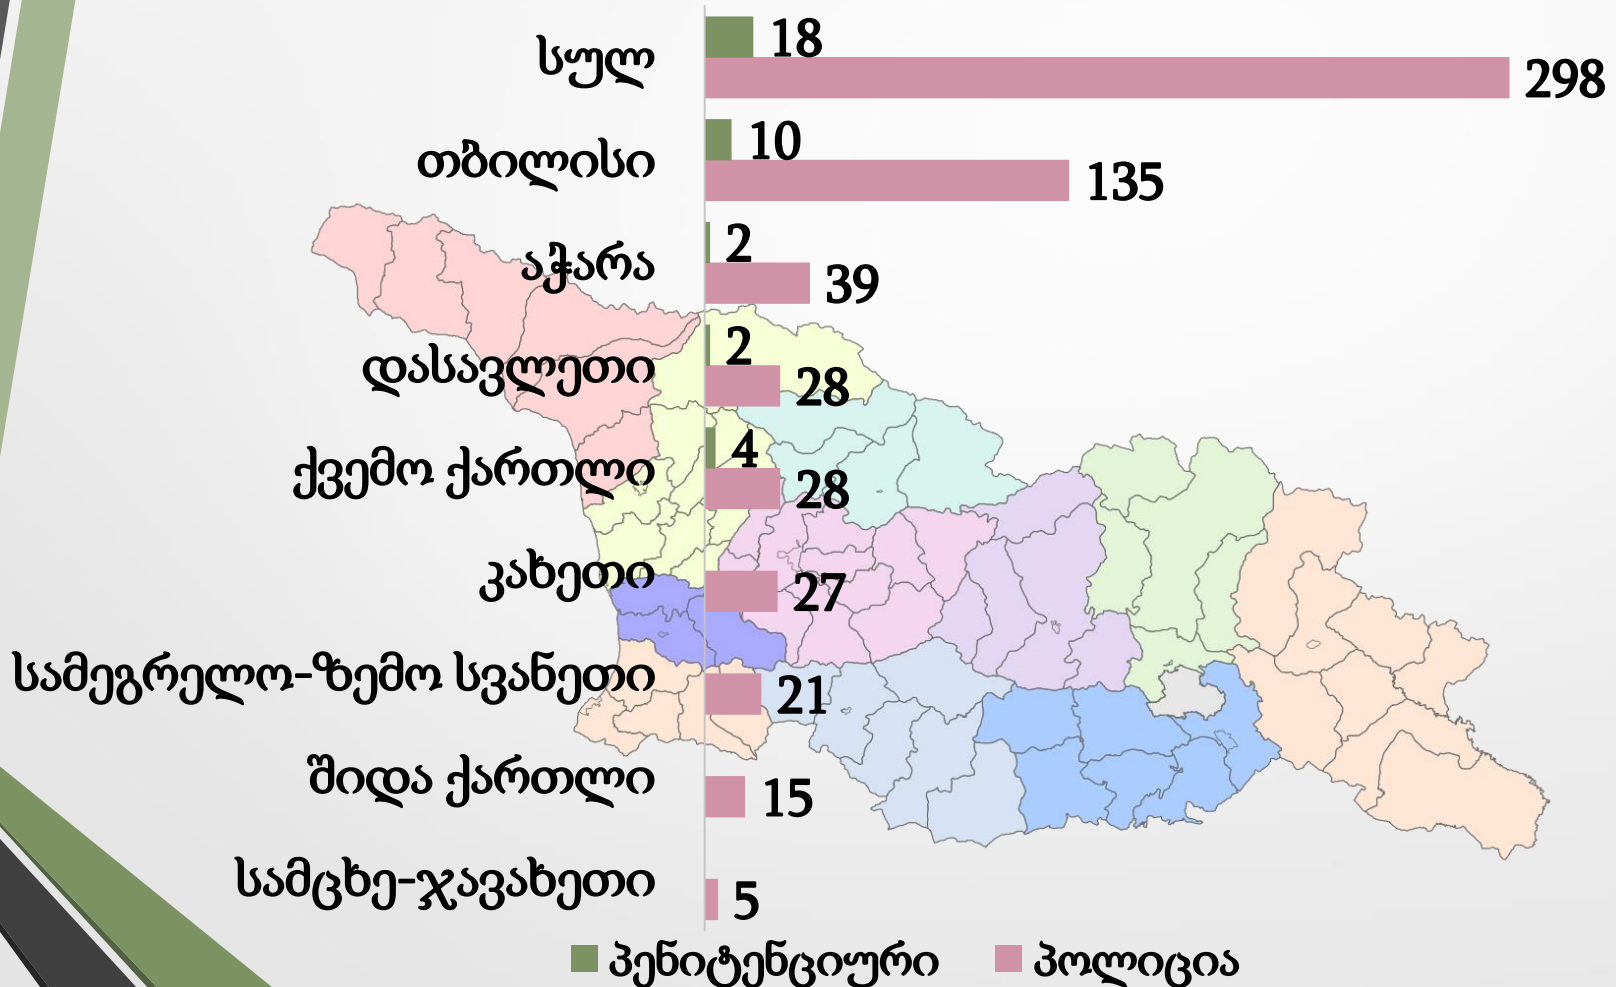 18
სულ
298
10
თბილისი
135
2
აჭარა
39
2
დასავლეთი
28
4
ქვემო ქართლი
28
კახეთი
27
სამეგრელო-ზემო სვანეთი
21
შიდა ქართლი
15
სამცხე-ჯავახეთი
5
პენიტენციური პოლიცია